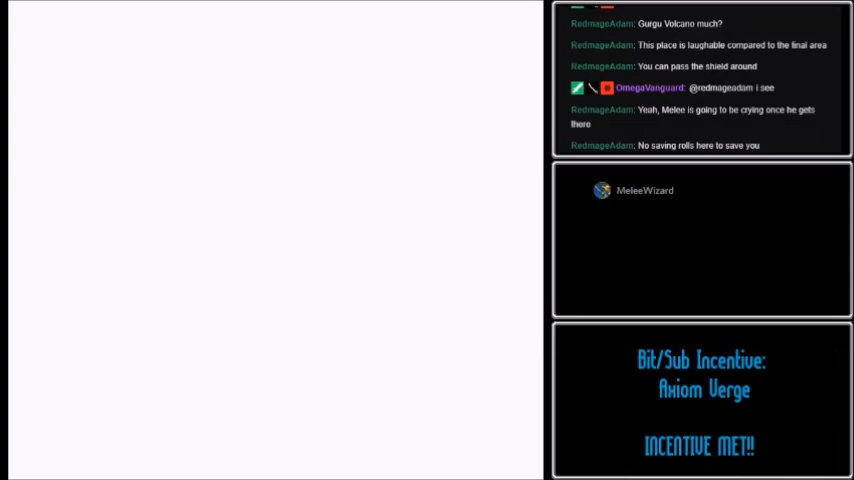 RedmageAdam: Gurgu Volcano much?
RedmageAdam: This place is laughable compared to the final area
RedmageAdam: You can pass the shield around
OmegaVanguard: @redmageadam i see
RedmageAdam: Yeah, Melee is going to be crying once he gets
there
RedmageAdam: No saving rolls here to save you
MeleeWizard
Bit/Sub Incentive:
Axiom Verge
INCENTIVE MET!!